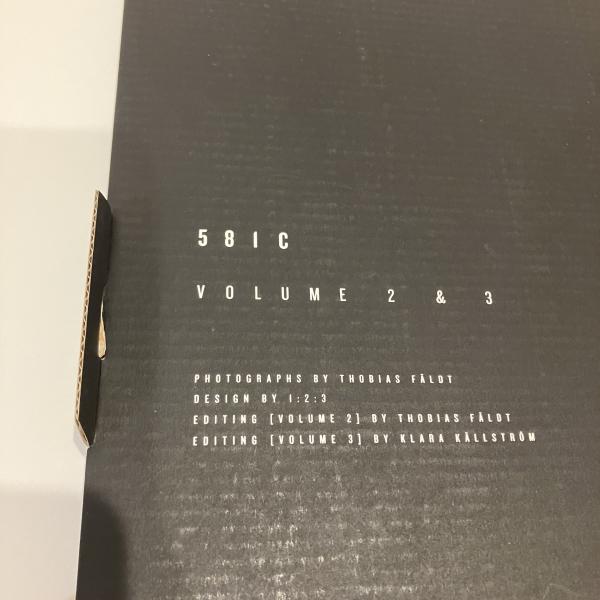 581C
VOLUME 2 & 3
PHOTOGRAPHS BY THOBIAS FÄLDT
DESIGN BY 1:2:3
EDITING [VOLUME 2] BY THOBIAS FÄLDT
EDITING [VOLUME 3] BY KLARA KÄLLSTRÖM